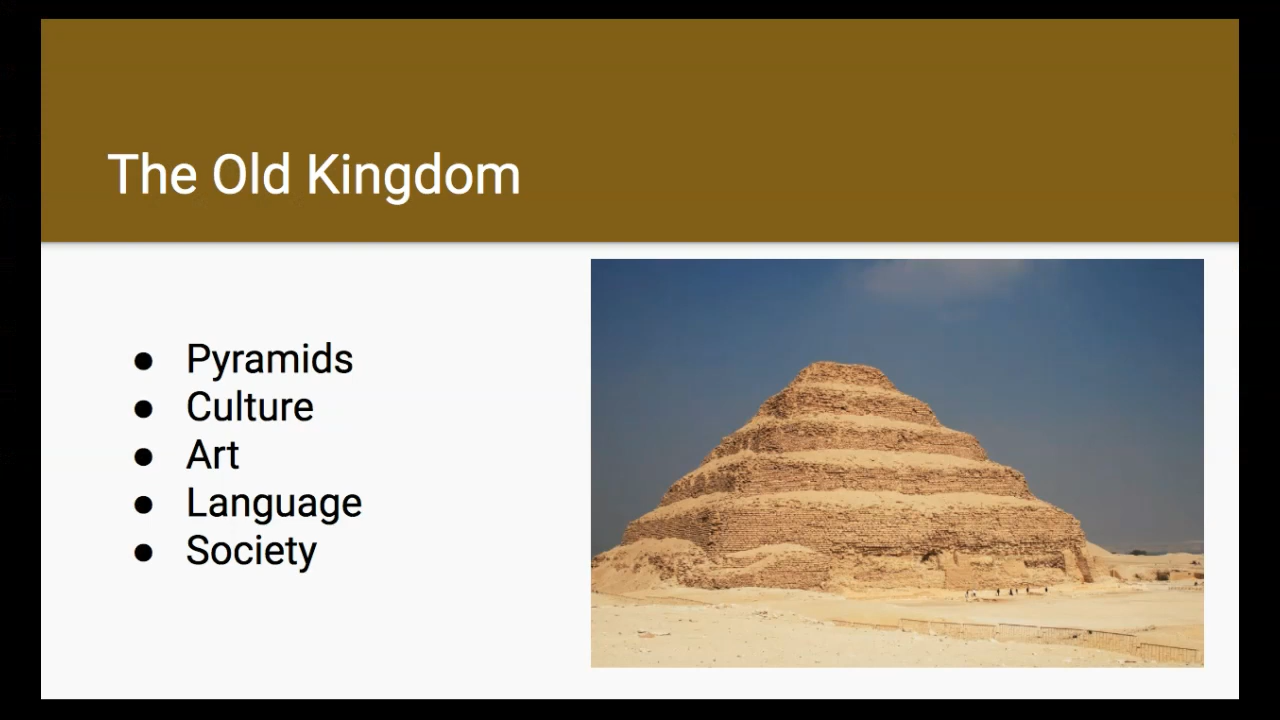 The Old Kingdom
● Pyramids
● Culture
● Art
● Language
● Society